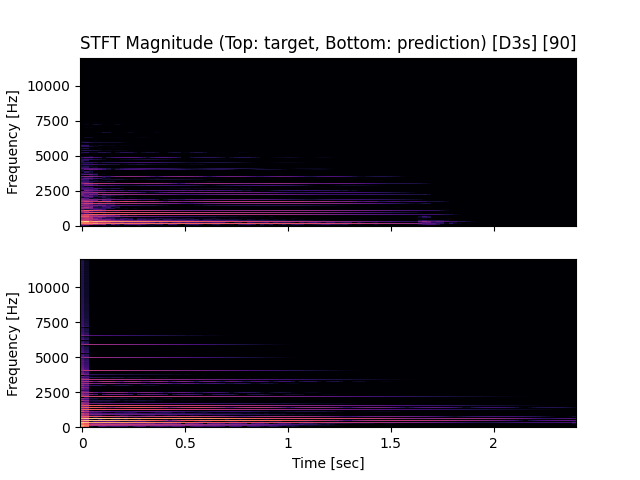 STFT Magnitude (Top: target, Bottom: prediction) [D3s] [90]
10000
7500
5000
2500
0
Frequency [Hz]
10000
7500
5000
2500
0
Frequency [Hz]
0 0.5 1 1.5 2
Time [sec]